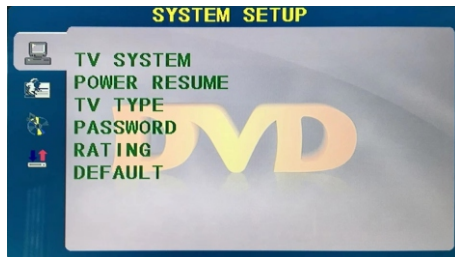 SYSTEM SETUP
TV SYSTEM
POWER RESUME
TV TYPE
PASSWORD
RATING
DEFAULT
DVD